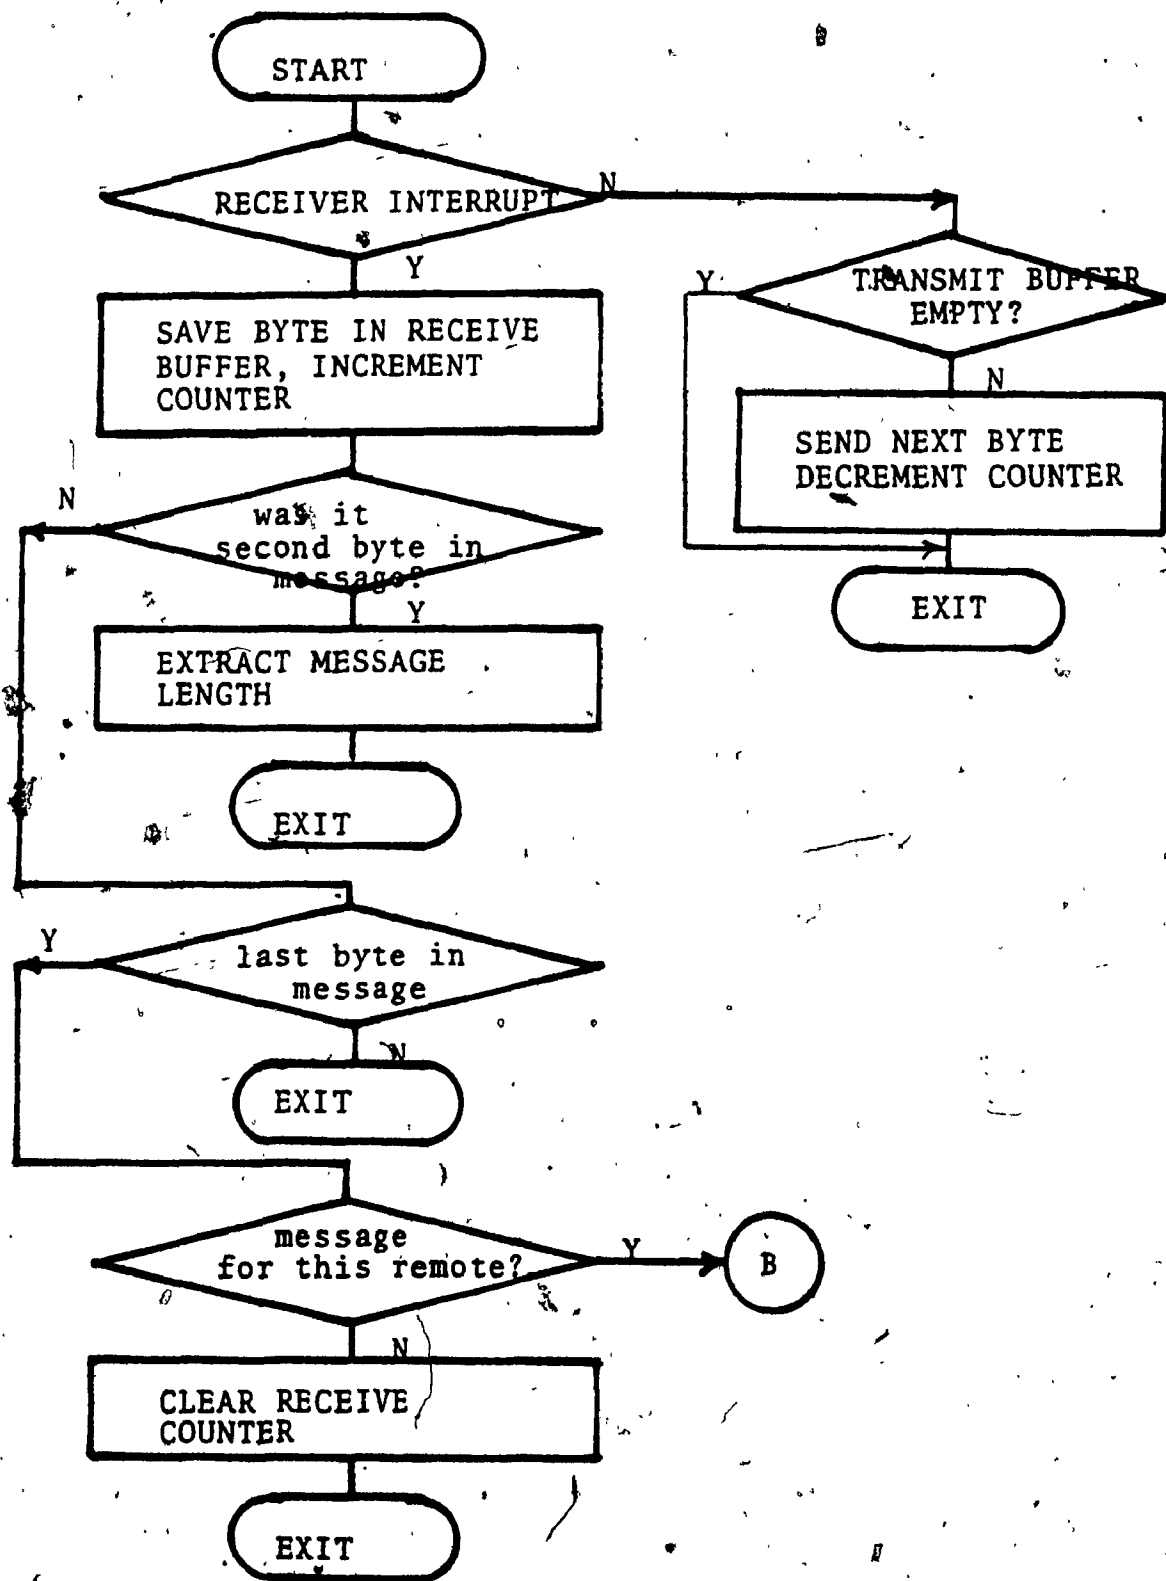 START
RECEIVER INTERRUPT
N
Y
TRANSMIT BUFFER
EMPTY?
Y
N
SAVE BYTE IN RECEIVE
BUFFER, INCREMENT
COUNTER
SEND NEXT BYTE
DECREMENT COUNTER
EXIT
N
was it
second byte in
message?
Y
EXTRACT MESSAGE
LENGTH
EXIT
Y
last byte in
message
N
EXIT
message
for this remote?
Y
B
N
CLEAR RECEIVE
COUNTER
EXIT